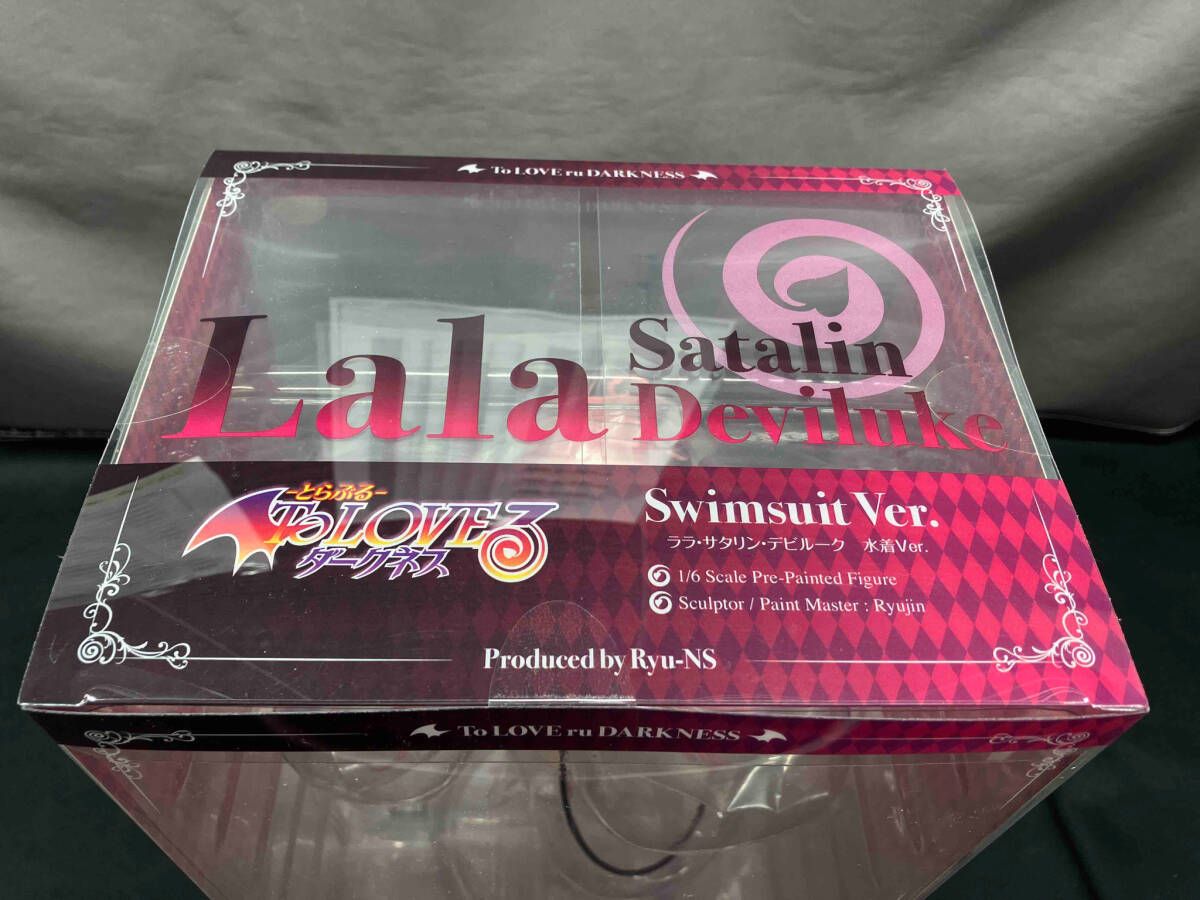 To LOVE ru DARKNESS
Lala
Satalin
Deviluke
-とらぶる-
To LOVEる
ダークネス
Swimsuit Ver.
ララ・サタリン・デビルーク 水着Ver.
1/6 Scale Pre-Painted Figure
Sculptor / Paint Master : Ryujin
Produced by Ryu-NS
To LOVE ru DARKNESS